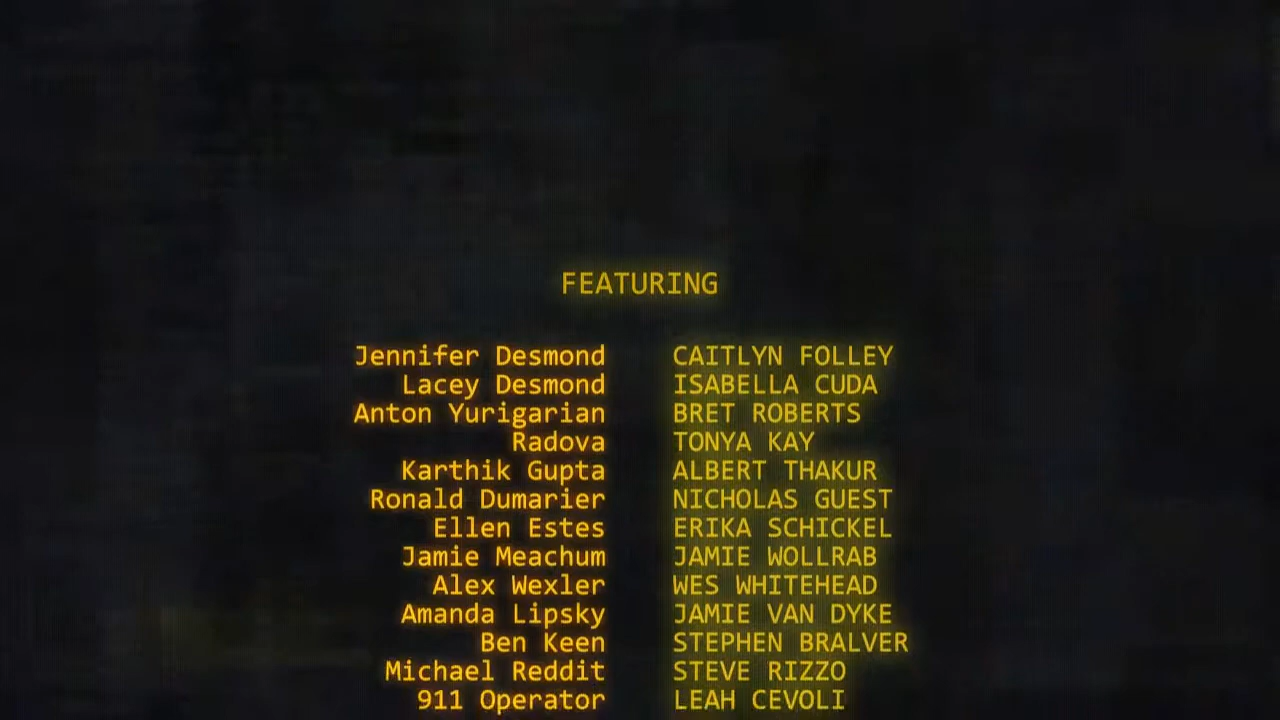 FEATURING
Jennifer Desmond CAITLYN FOLLEY
Lacey Desmond ISABELLA CUDA
Anton Yurigarian BRET ROBERTS
Radova TONYA KAY
Karthik Gupta ALBERT THAKUR
Ronald Dumarier NICHOLAS GUEST
Ellen Estes ERIKA SCHICKEL
Jamie Meachum JAMIE WOLLRAB
Alex Wexler WES WHITEHEAD
Amanda Lipsky JAMIE VAN DYKE
Ben Keen STEPHEN BRALVER
Michael Reddit STEVE RIZZO
911 Operator LEAH CEVOLI